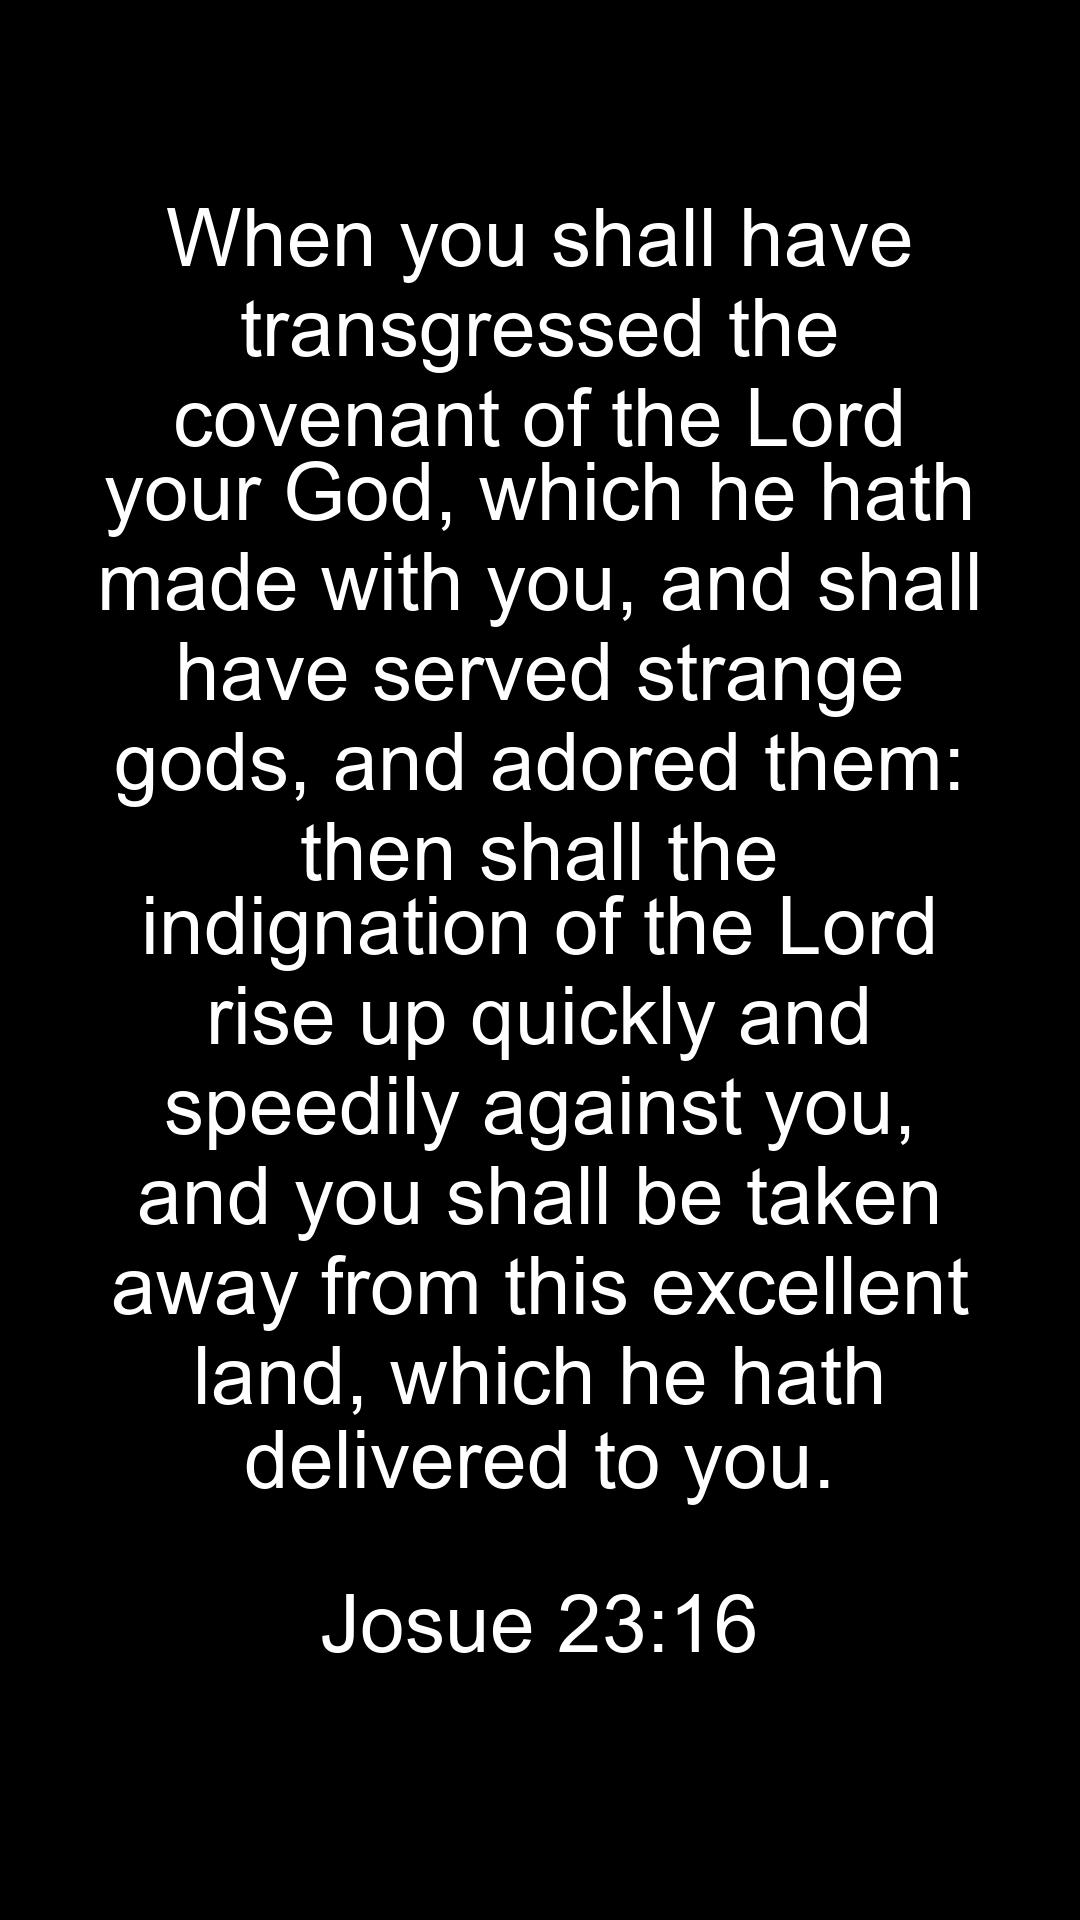 When you shall have
transgressed the
covenant of the Lord
your God, which he hath
made with you, and shall
have served strange
gods, and adored them:
then shall the
indignation of the Lord
rise up quickly and
speedily against you,
and you shall be taken
away from this excellent
land, which he hath
delivered to you.
Josue 23:16